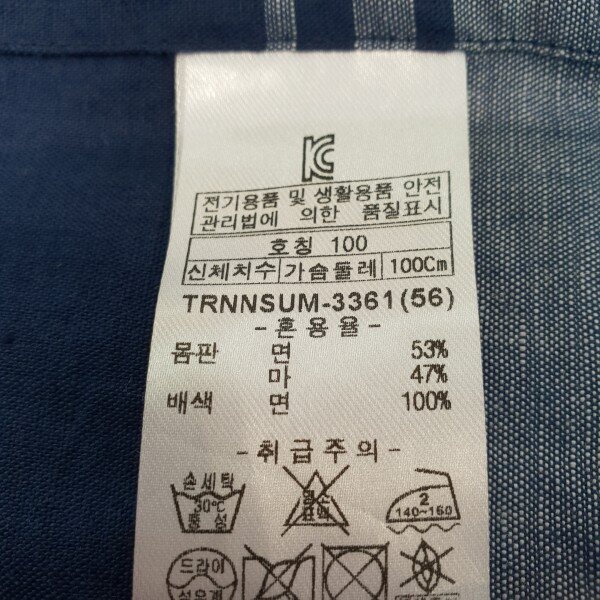 KC
전기용품 및 생활용품 안전
관리법에 의한 품질표시
호칭 100
신체치수 가슴둘레 100Cm
TRNNSUM-3361(56)
-혼용율-
몸판 면 53%
마 47%
배색 면 100%
-취급주의-
손세탁 염소 2
30℃ 표백 140~160
중성
드라이
석유계